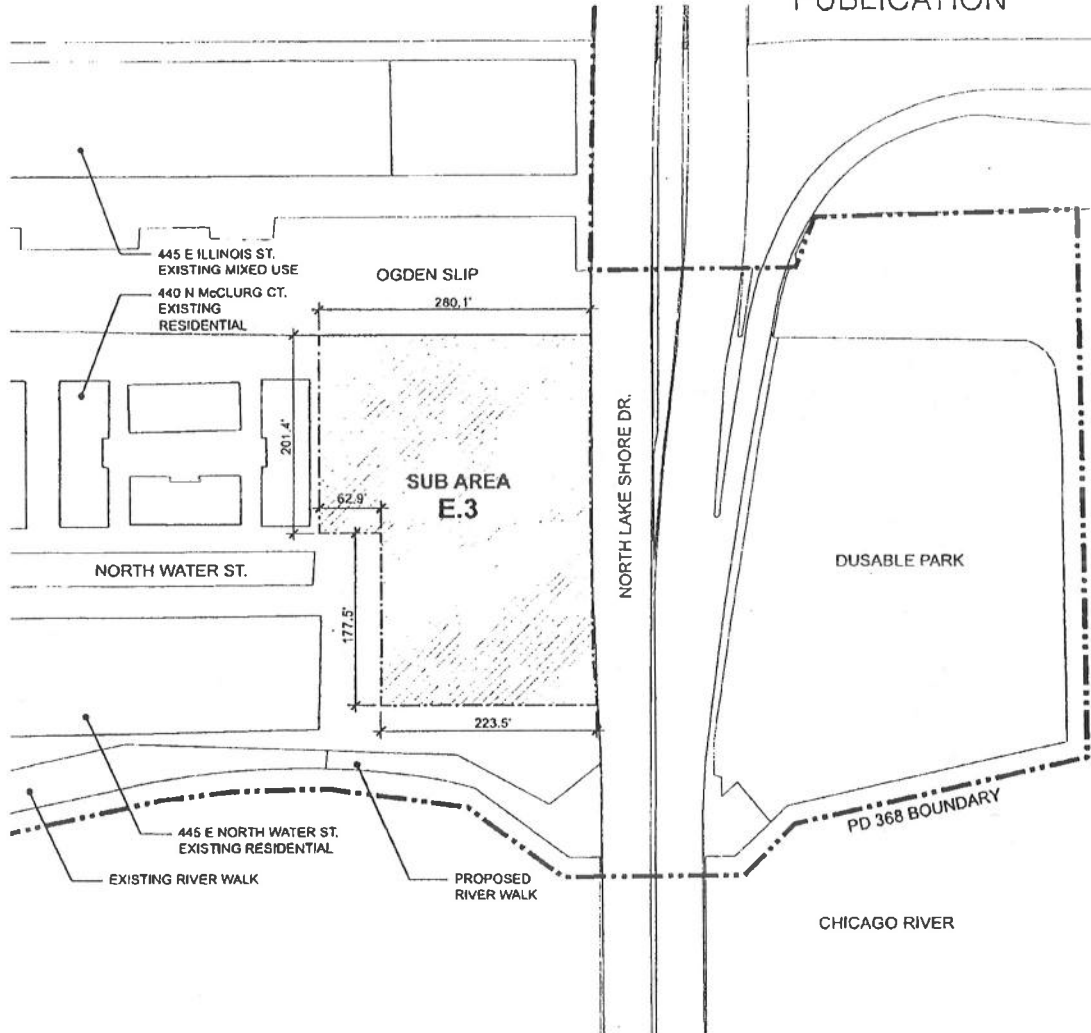 PUBLICATION
445 E ILLINOIS ST.
EXISTING MIXED USE
OGDEN SLIP
440 N McCLURG CT.
EXISTING
RESIDENTIAL
280.1'
201.4'
SUB AREA
E.3
62.9'
NORTH LAKE SHORE DR.
DUSABLE PARK
NORTH WATER ST.
177.5'
223.5'
PD 368 BOUNDARY
445 E NORTH WATER ST.
EXISTING RESIDENTIAL
EXISTING RIVER WALK
PROPOSED
RIVER WALK
CHICAGO RIVER